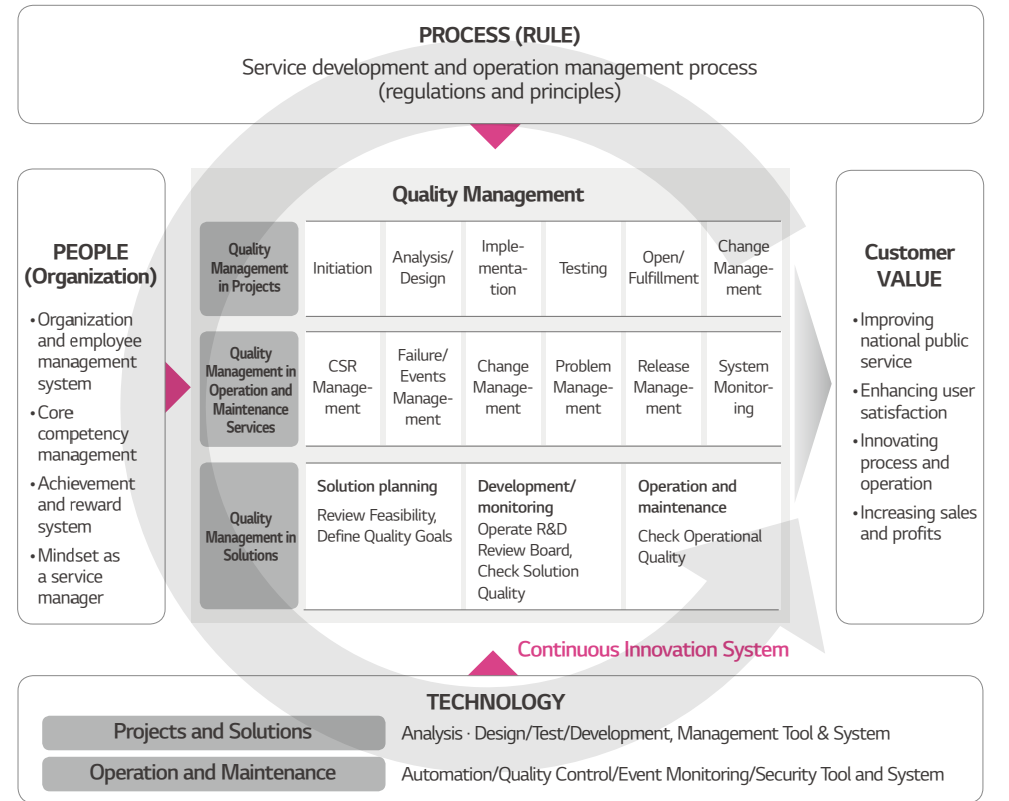 PROCESS (RULE)
Service development and operation management process
(regulations and principles)
PEOPLE
(Organization)
•Organization
and employee
management
system
•Core
competency
management
•Achievement
and reward
system
•Mindset as
a service
manager
Quality Management
Quality
Management
in Projects
Initiation
Analysis/
Design
Imple-
menta-
tion
Testing
Open/
Fulfillment
Change
Manage-
ment
Quality
Management in
Operation and
Maintenance
Services
CSR
Manage-
ment
Failure/
Events
Manage-
ment
Change
Manage-
ment
Problem
Manage-
ment
Release
Manage-
ment
System
Monitor-
ing
Quality
Management in
Solutions
Solution planning
Review Feasibility,
Define Quality Goals
Development/
monitoring
Operate R&D
Review Board,
Check Solution
Quality
Operation and
maintenance
Check Operational
Quality
Customer
VALUE
•Improving
national public
service
•Enhancing user
satisfaction
•Innovating
process and
operation
•Increasing sales
and profits
Continuous Innovation System
TECHNOLOGY
Projects and Solutions
Analysis · Design/Test/Development, Management Tool & System
Operation and Maintenance
Automation/Quality Control/Event Monitoring/Security Tool and System